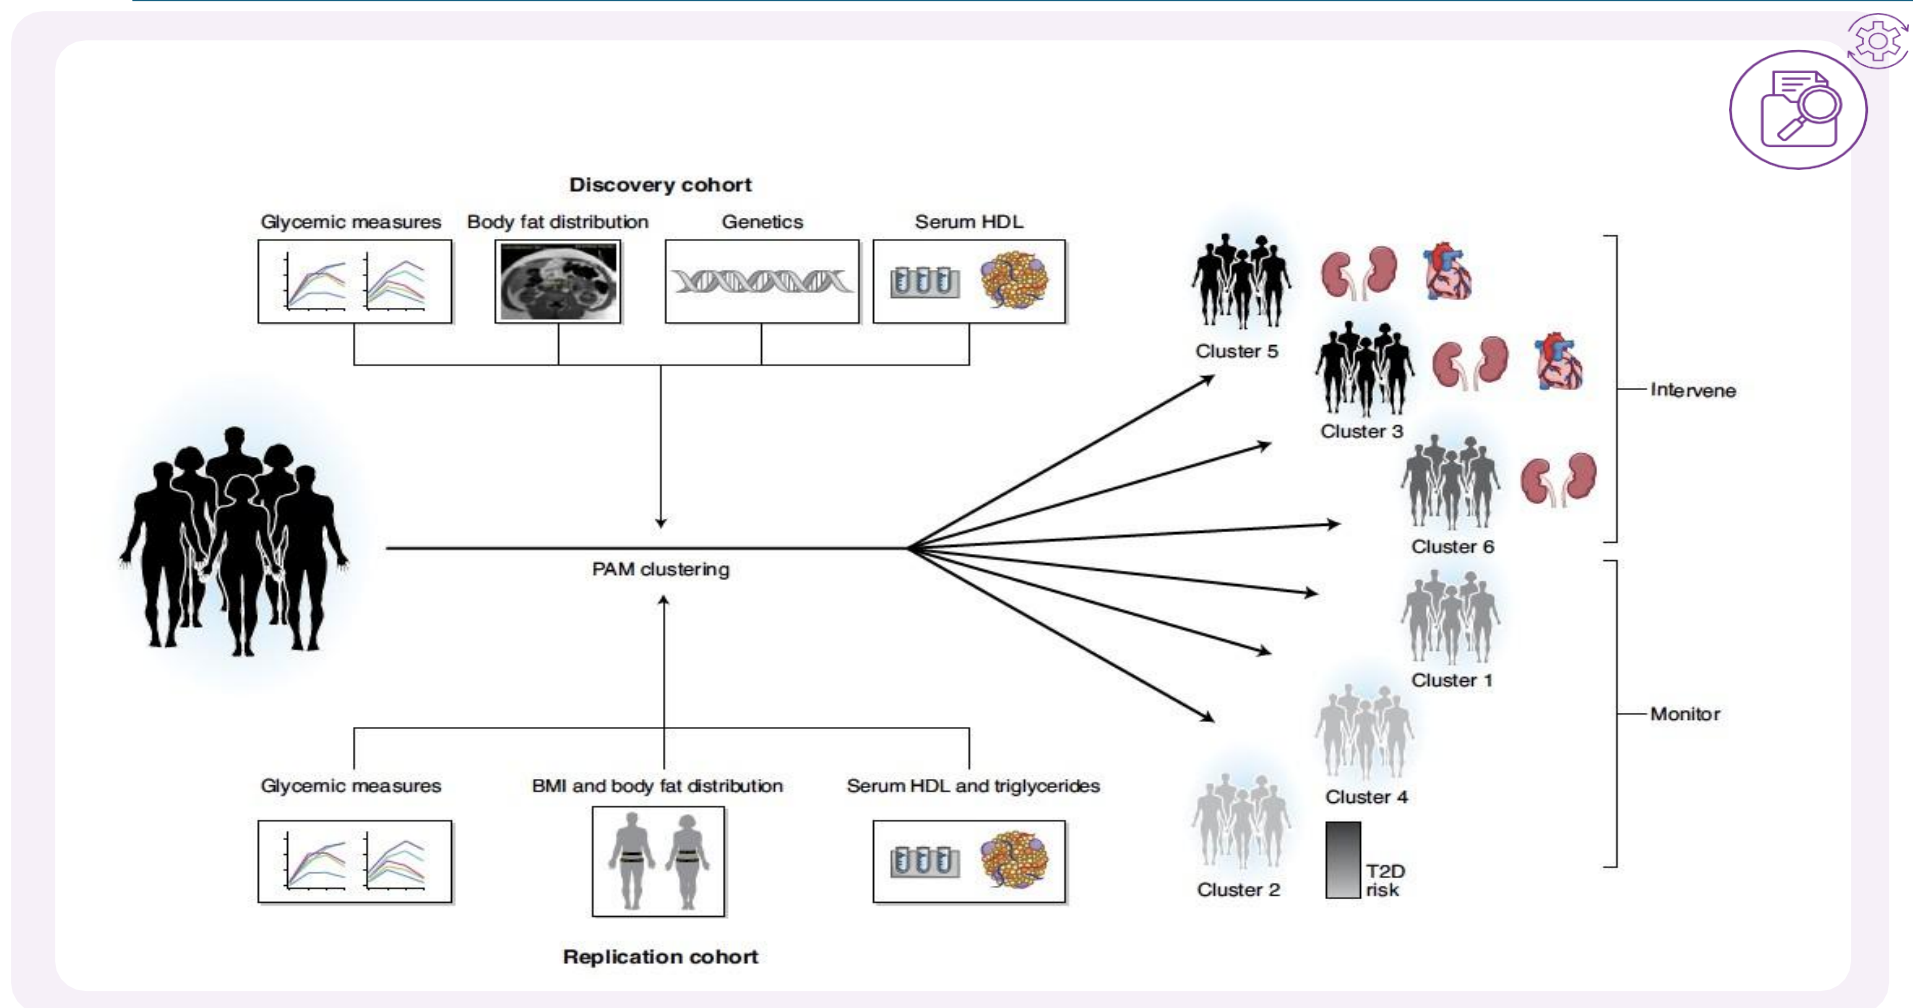 Discovery cohort
Glycemic measures
Body fat distribution
Genetics
Serum HDL
Cluster 5
Cluster 3
Intervene
Cluster 6
PAM clustering
Cluster 1
Monitor
Cluster 4
T2D
risk
Cluster 2
Glycemic measures
BMI and body fat distribution
Serum HDL and triglycerides
Replication cohort